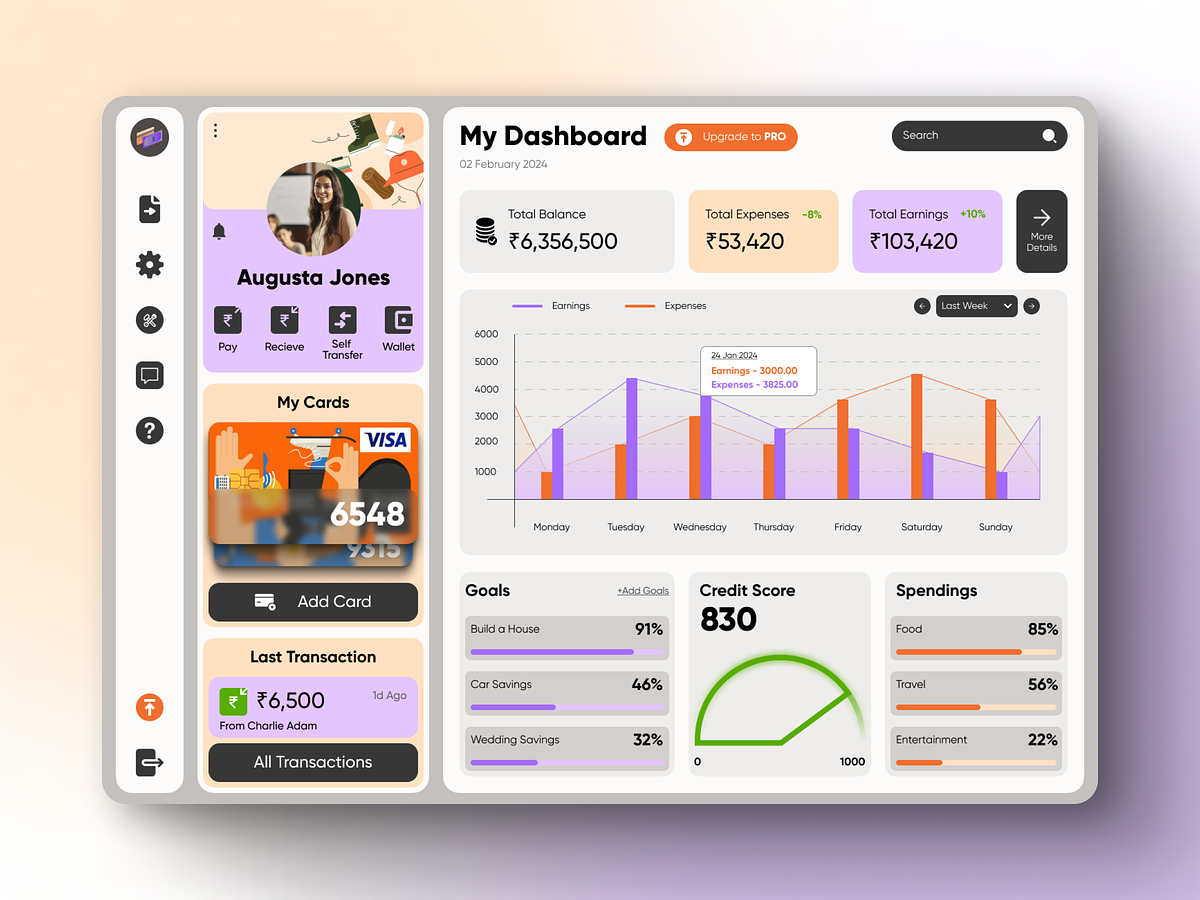 Augusta Jones
Pay
Recieve
Self
Transfer
Wallet
My Cards
VISA
6548
9315
Add Card
Last Transaction
₹6,500
1d Ago
From Charlie Adam
All Transactions
My Dashboard
Upgrade to PRO
Search
02 February 2024
Total Balance
₹6,356,500
Total Expenses -8%
₹53,420
Total Earnings +10%
₹103,420
More
Details
Earnings
Expenses
Last Week
6000
5000
4000
3000
2000
1000
24 Jan 2024
Earnings - 3000.00
Expenses - 3825.00
Monday
Tuesday
Wednesday
Thursday
Friday
Saturday
Sunday
Goals
+Add Goals
Build a House 91%
Car Savings 46%
Wedding Savings 32%
Credit Score
830
0
1000
Spendings
Food 85%
Travel 56%
Entertainment 22%